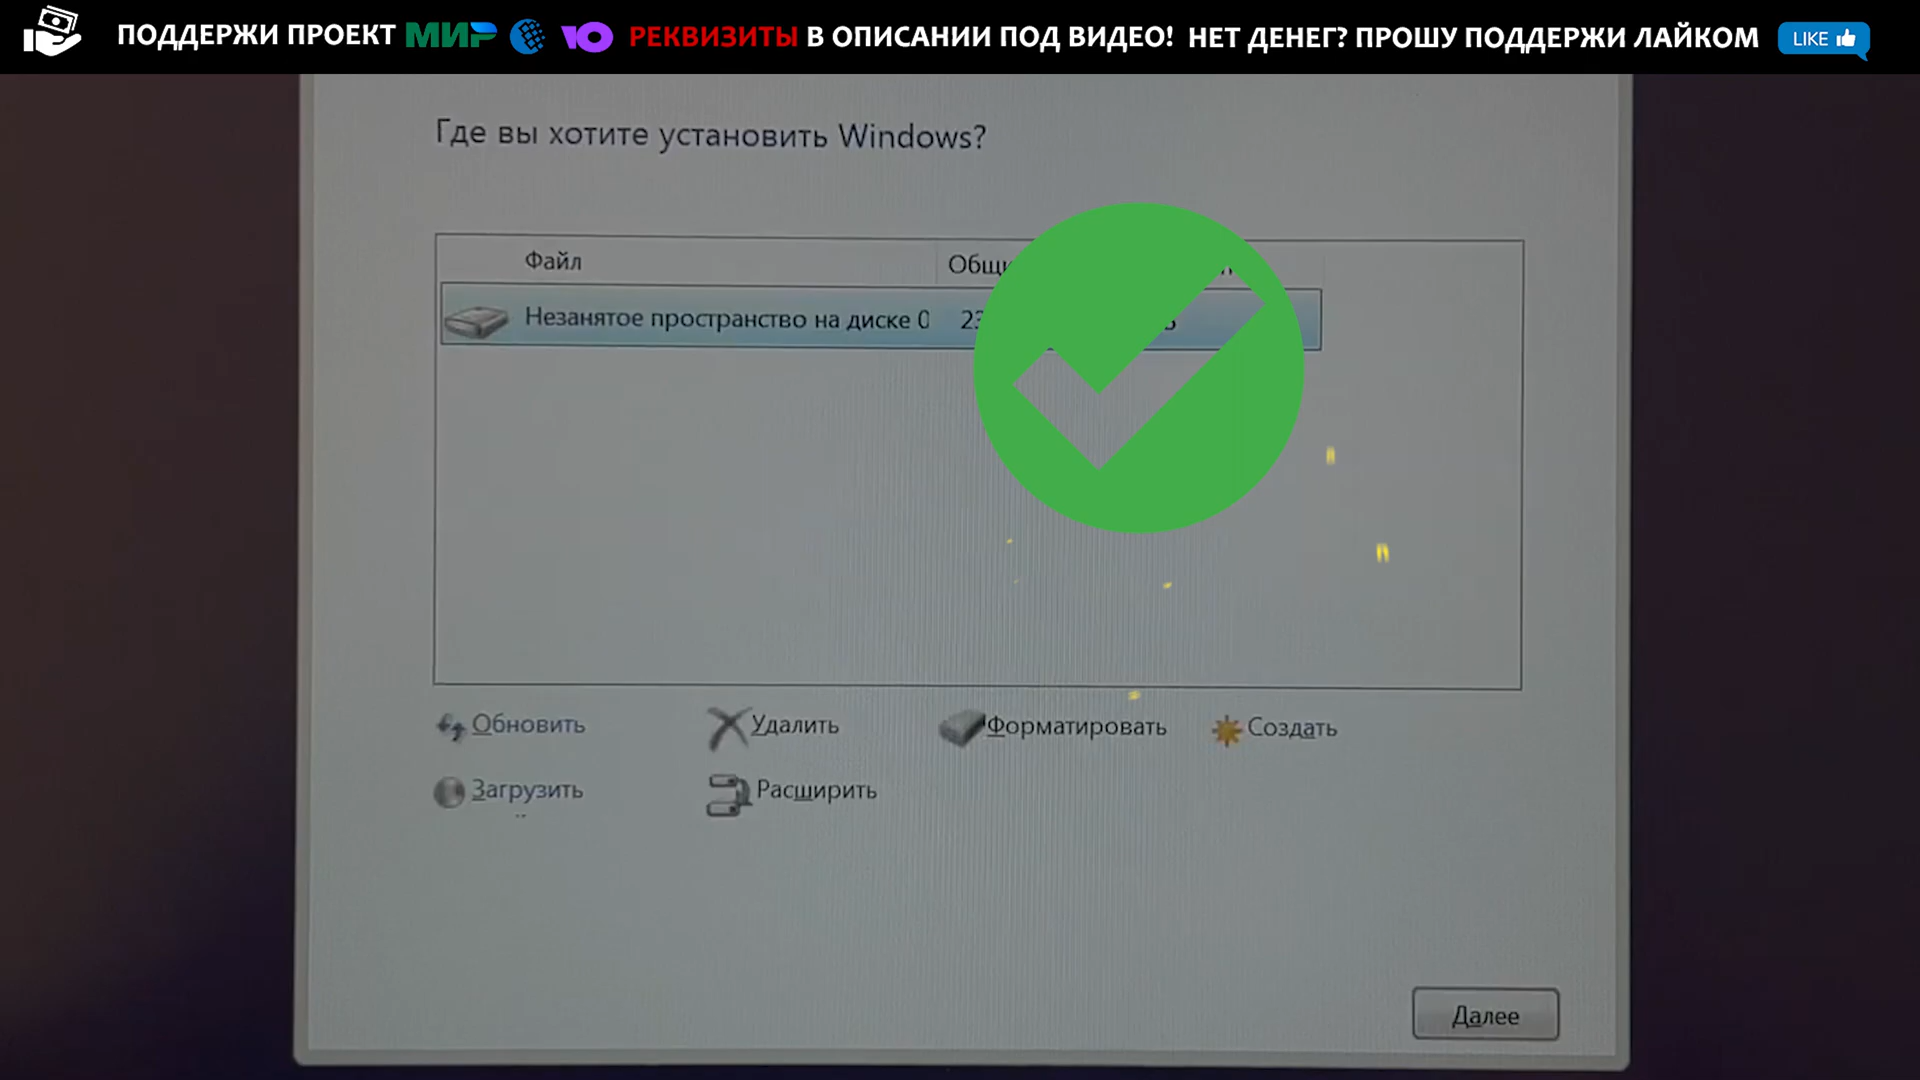 ПОДДЕРЖИ ПРОЕКТ МИР Ю РЕКВИЗИТЫ В ОПИСАНИИ ПОД ВИДЕО! НЕТ ДЕНЕГ? ПРОШУ ПОДДЕРЖИ ЛАЙКОМ LIKE
Где вы хотите установить Windows?
Файл
Незанятое пространство на диске 0
Обновить Удалить Форматировать Создать
Загрузить Расширить
Далее